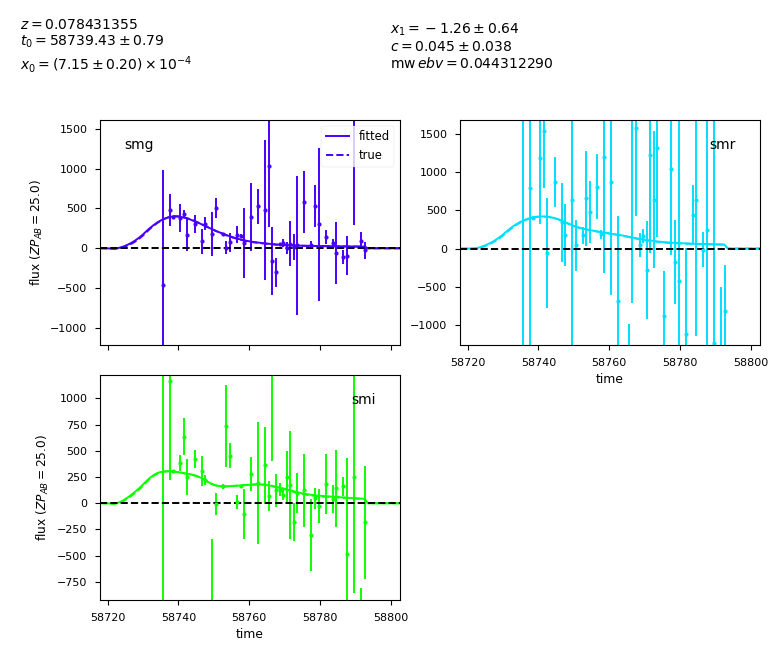 z = 0.078431355
t0 = 58739.43 ± 0.79
x0 = (7.15 ± 0.20) × 10^−4
x1 = −1.26 ± 0.64
c = 0.045 ± 0.038
mwebv = 0.044312290
smg
fitted
true
1500
1000
500
0
−500
−1000
flux (ZP_AB = 25.0)
smr
1500
1000
500
0
−500
−1000
58720 58740 58760 58780 58800
time
smi
1000
750
500
250
0
−250
−500
−750
flux (ZP_AB = 25.0)
58720 58740 58760 58780 58800
time